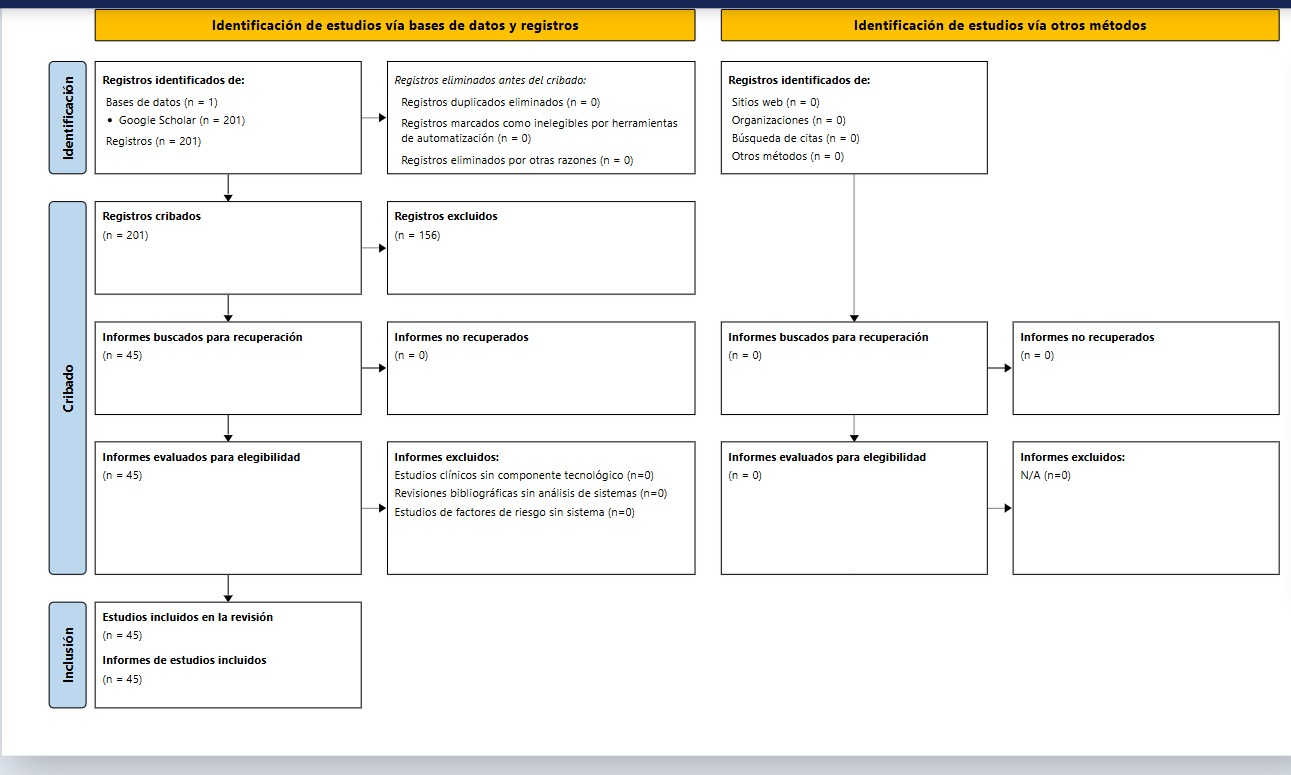 Identificación de estudios vía bases de datos y registros
Identificación de estudios vía otros métodos
Identificación
Registros identificados de:
Bases de datos (n = 1)
• Google Scholar (n = 201)
Registros (n = 201)
Registros eliminados antes del cribado:
Registros duplicados eliminados (n = 0)
Registros marcados como inelegibles por herramientas
de automatización (n = 0)
Registros eliminados por otras razones (n = 0)
Registros identificados de:
Sitios web (n = 0)
Organizaciones (n = 0)
Búsqueda de citas (n = 0)
Otros métodos (n = 0)
Cribado
Registros cribados
(n = 201)
Registros excluidos
(n = 156)
Informes buscados para recuperación
(n = 45)
Informes no recuperados
(n = 0)
Informes buscados para recuperación
(n = 0)
Informes no recuperados
(n = 0)
Informes evaluados para elegibilidad
(n = 45)
Informes excluidos:
Estudios clínicos sin componente tecnológico (n=0)
Revisiones bibliográficas sin análisis de sistemas (n=0)
Estudios de factores de riesgo sin sistema (n=0)
Informes evaluados para elegibilidad
(n = 0)
Informes excluidos:
N/A (n=0)
Inclusión
Estudios incluidos en la revisión
(n = 45)
Informes de estudios incluidos
(n = 45)